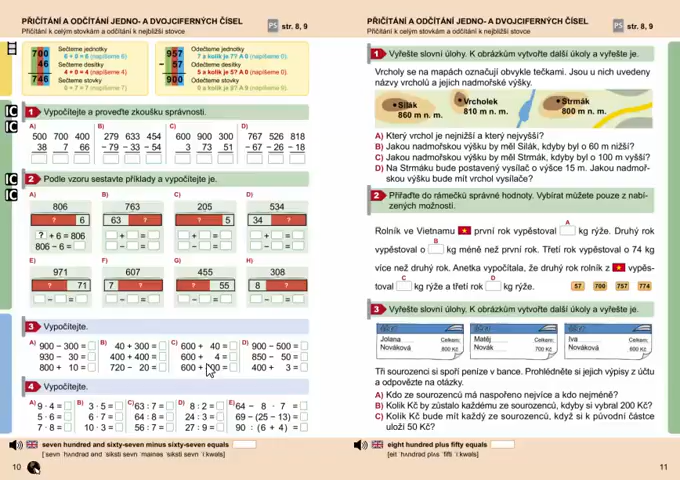 PŘIČÍTÁNÍ A ODČÍTÁNÍ JEDNO- A DVOJCIFERNÝCH ČÍSEL
Přičítání k celým stovkám a odčítání k nejbližší stovce
PS str. 8, 9
700
46
746
Sečteme jednotky
6 + 0 = 6 (napíšeme 6)
Sečteme desítky
4 + 0 = 4 (napíšeme 4)
Sečteme stovky
0 + 7 = 7 (napíšeme 7)
957
– 57
900
Odečteme jednotky
7 a kolik je 7? A 0 (napíšeme 0)
Odečteme desítky
5 a kolik je 5? A 0 (napíšeme 0)
Odečteme stovky
0 a kolik je 9? A 9 (napíšeme 9)
1 Vypočítejte a proveďte zkoušku správnosti.
A) B) C) D)
500 700 400 279 633 454 600 900 300 767 526 818
38 7 66 –79 –33 –54 3 73 51 –67 –26 –18
2 Podle vzoru sestavte příklady a vypočítejte je.
A) B) C) D)
806 763 205 534
? 6 63 ? ? 5 34 ?
? + 6 = 806 + = + = + =
806 – 6 = – = – = – =
E) F) G) H)
971 607 455 308
? 71 7 ? ? 55 8 ?
– = – = – = – =
3 Vypočítejte.
A) 900 – 300 = B) 40 + 300 = C) 600 + 40 = D) 900 – 500 =
930 – 30 = 400 + 400 = 600 + 4 = 850 – 50 =
800 + 10 = 720 – 20 = 600 + 00 = 400 + 3 =
4 Vypočítejte.
A) 9 · 4 = B) 3 · 5 = C) 63 : 7 = D) 8 : 2 = E) 64 – 8 · 7 =
5 · 6 = 6 · 7 = 64 : 8 = 24 : 3 = 69 – (25 – 13) =
7 · 8 = 10 · 3 = 56 : 7 = 27 : 9 = 90 : (6 + 4) =
seven hundred and sixty-seven minus sixty-seven equals
10
PŘIČÍTÁNÍ A ODČÍTÁNÍ JEDNO- A DVOJCIFERNÝCH ČÍSEL
Přičítání k celým stovkám a odčítání k nejbližší stovce
PS str. 8, 9
1 Vyřešte slovní úlohy. K obrázkům vytvořte další úkoly a vyřešte je.
Vrcholy se na mapách označují obvykle tečkami. Jsou u nich uvedeny
názvy vrcholů a jejich nadmořské výšky.
Silák
860 m n. m.
Vrcholek
810 m n. m.
Strmák
800 m n. m.
A) Který vrchol je nejnižší a který nejvyšší?
B) Jakou nadmořskou výšku by měl Silák, kdyby byl o 60 m nižší?
C) Jakou nadmořskou výšku by měl Strmák, kdyby byl o 100 m vyšší?
D) Na Strmáku bude postavený vysílač o výšce 15 m. Jakou nadmoř-
skou výšku bude mít vrchol vysílače?
2 Přiřaďte do rámečků správné hodnoty. Vybírat můžete pouze z nabí-
zených možností.
A
Rolník ve Vietnamu první rok vypěstoval kg rýže. Druhý rok
B
vypěstoval o kg méně než první rok. Třetí rok vypěstoval o 74 kg
více než druhý rok. Anetka vypočítala, že druhý rok rolník z vypěs-
C D
toval kg rýže a třetí rok kg rýže. 57 700 757 774
3 Vyřešte slovní úlohy. K obrázkům vytvořte další úkoly a vyřešte je.
Jolana
Nováková
Celkem:
600 Kč
Matěj
Novák
Celkem:
700 Kč
Iva
Nováková
Celkem:
800 Kč
Tři sourozenci si spoří peníze v bance. Prohlédněte si jejich výpisy z účtu
a odpovězte na otázky.
A) Kdo ze sourozenců má naspořeno nejvíce a kdo nejméně?
B) Kolik Kč by zůstalo každému ze sourozenců, kdyby si vybral 200 Kč?
C) Kolik Kč bude mít každý ze sourozenců, když si k původní částce
uloží 50 Kč?
eight hundred plus fifty equals
11